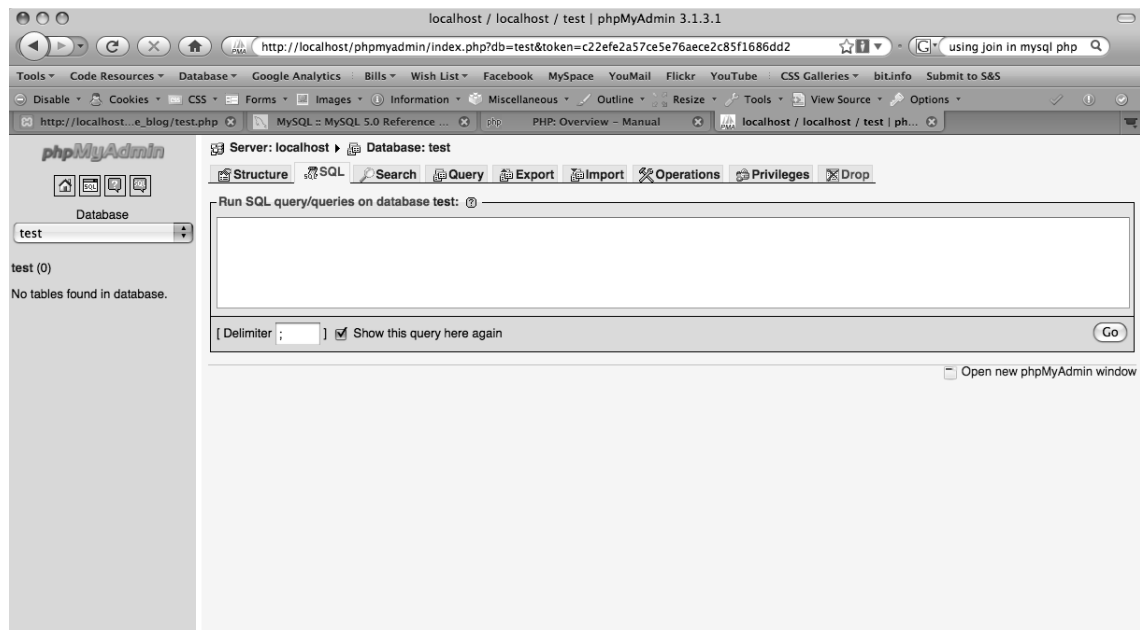 localhost / localhost / test | phpMyAdmin 3.1.3.1
http://localhost/phpmyadmin/index.php?db=test&token=c22efe2a57ce5e76aece2c85f1686dd2
using join in mysql php
Tools Code Resources Database Google Analytics Bills Wish List Facebook MySpace YouMail Flickr YouTube CSS Galleries bit.info Submit to S&S
Disable Cookies CSS Forms Images Information Miscellaneous Outline Resize Tools View Source Options
http://localhost...e_blog/test.php MySQL :: MySQL 5.0 Reference ... php PHP: Overview – Manual localhost / localhost / test | ph...
phpMyAdmin
Server: localhost Database: test
Structure SQL Search Query Export Import Operations Privileges Drop
SQL
Database
test
test (0)
No tables found in database.
Run SQL query/queries on database test:
[ Delimiter ; ] Show this query here again
Go
Open new phpMyAdmin window